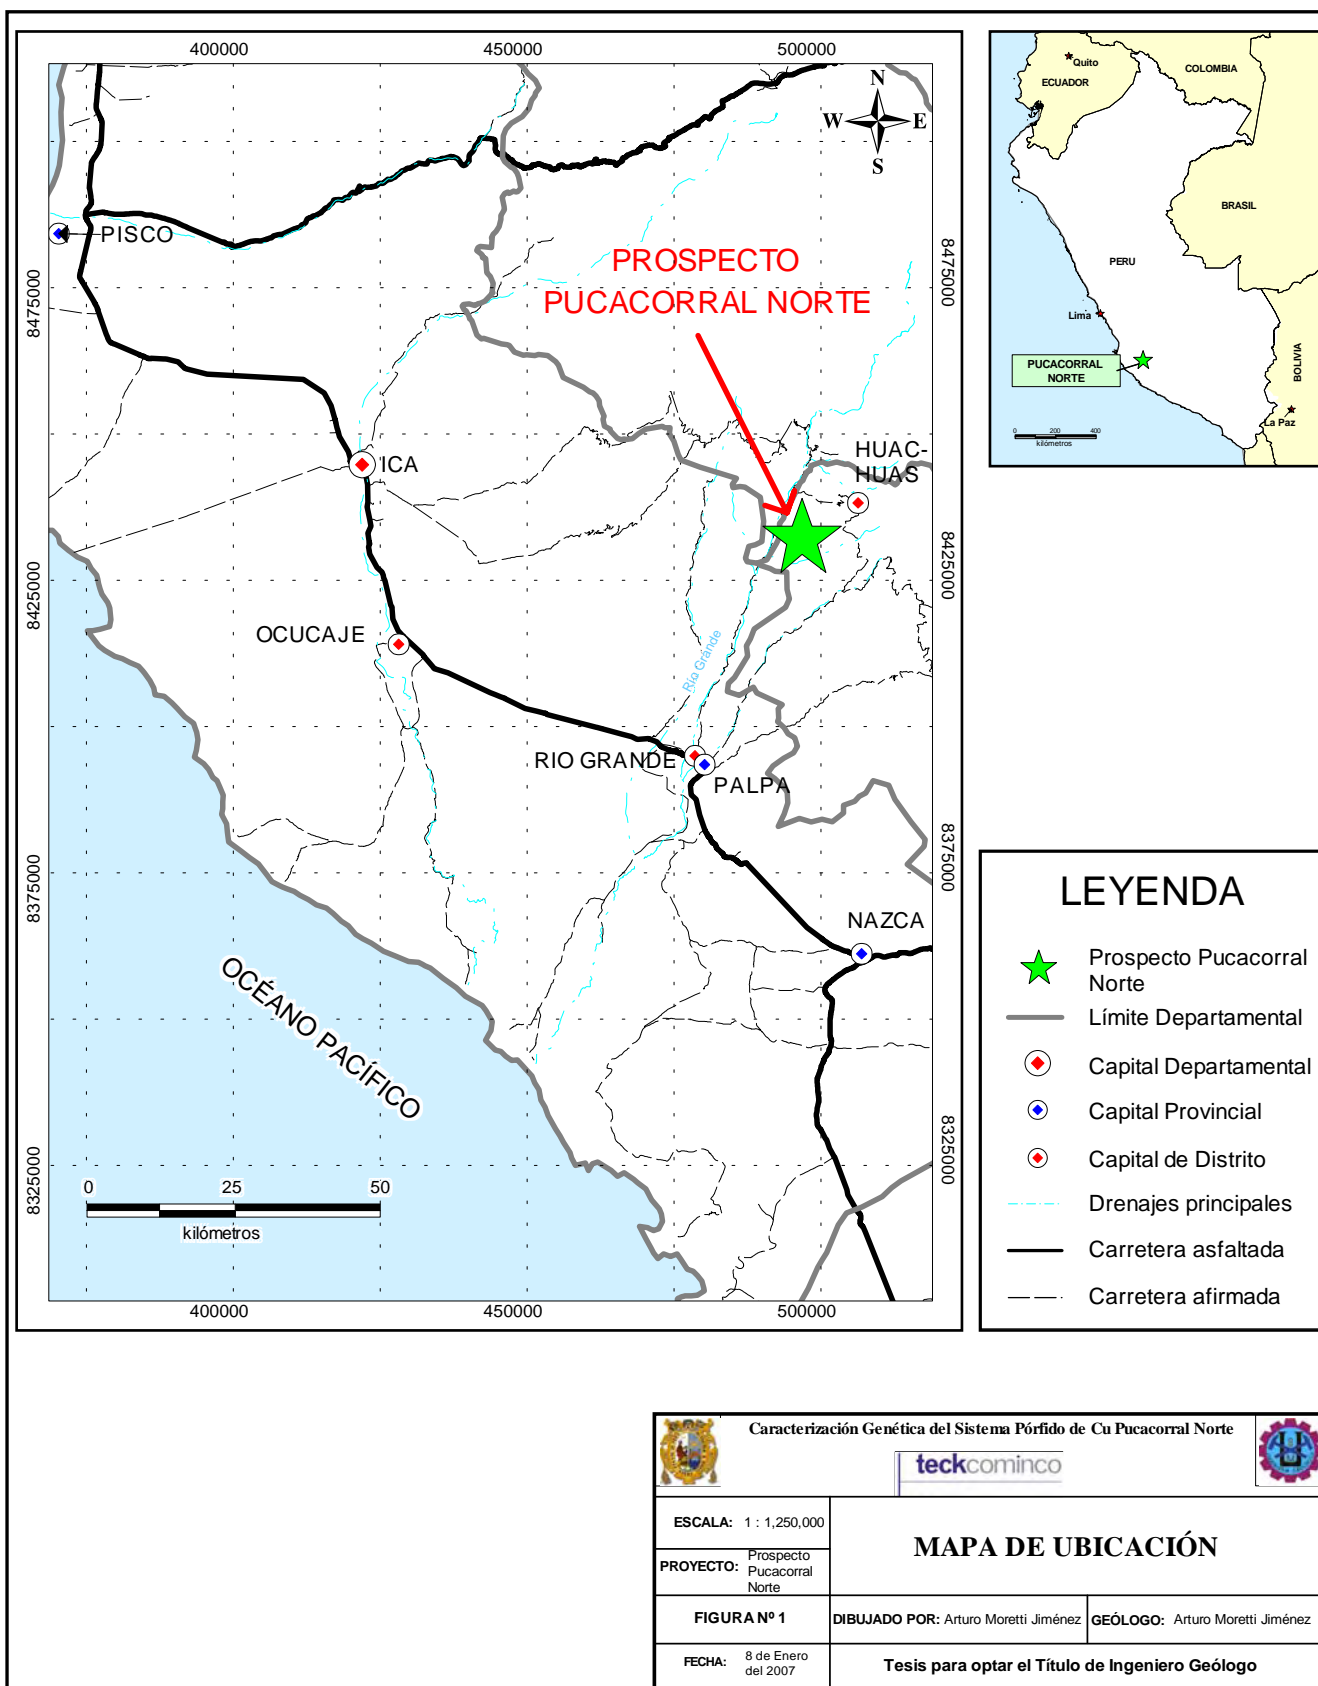 400000
450000
500000
N
W
E
S
PISCO
PROSPECTO
PUCACORRAL NORTE
8475000
8475000
HUAC-
HUAS
ICA
8425000
8425000
OCUCAJE
Río Grande
RIO GRANDE
PALPA
8375000
8375000
NAZCA
OCÉANO PACÍFICO
8325000
8325000
0
25
50
kilómetros
400000
450000
500000
Quito
ECUADOR
COLOMBIA
BRASIL
PERU
Lima
PUCACORRAL
NORTE
BOLIVIA
La Paz
0
200
400
kilómetros
LEYENDA
Prospecto Pucacorral
Norte
Límite Departamental
Capital Departamental
Capital Provincial
Capital de Distrito
Drenajes principales
Carretera asfaltada
Carretera afirmada
Caracterización Genética del Sistema Pórfido de Cu Pucacorral Norte
teckcominco
ESCALA: 1 : 1,250,000
MAPA DE UBICACIÓN
PROYECTO: Prospecto
Pucacorral
Norte
FIGURA Nº 1
DIBUJADO POR: Arturo Moretti Jiménez
GEÓLOGO: Arturo Moretti Jiménez
FECHA: 8 de Enero
del 2007
Tesis para optar el Título de Ingeniero Geólogo